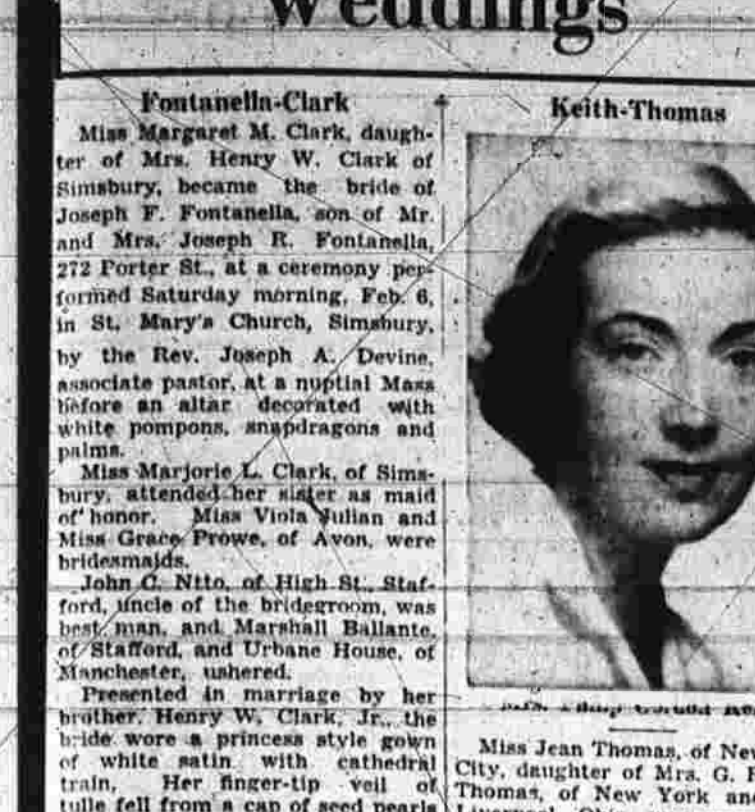 Weddings
Fontanella-Clark
Miss Margaret M. Clark, daugh-
ter of Mrs. Henry W. Clark of
Simsbury, became the bride of
Joseph F. Fontanella, son of Mr.
and Mrs. Joseph R. Fontanella,
272 Porter St., at a ceremony per-
formed Saturday morning, Feb. 6,
in St. Mary's Church, Simsbury,
by the Rev. Joseph A. Devine,
associate pastor, at a nuptial Mass
before an altar decorated with
white pompons, snapdragons and
palms.
Miss Marjorie L. Clark, of Sims-
bury, attended her sister as maid
of honor. Miss Viola Julian and
Miss Grace Prowe, of Avon, were
bridesmaids.
John C. Ntto, of High St., Staf-
ford, uncle of the bridegroom, was
best man, and Marshall Ballante,
of Stafford, and Urbane House, of
Manchester, ushered.
Presented in marriage by her
brother, Henry W. Clark, Jr., the
bride wore a princess style gown
of white satin with cathedral
train. Her finger-tip veil of
tulle fell from a cap of seed pearls
Keith-Thomas
Mrs. Philip Gordon
Miss Jean Thomas, of New
City, daughter of Mrs. G.
Thomas, of New York and